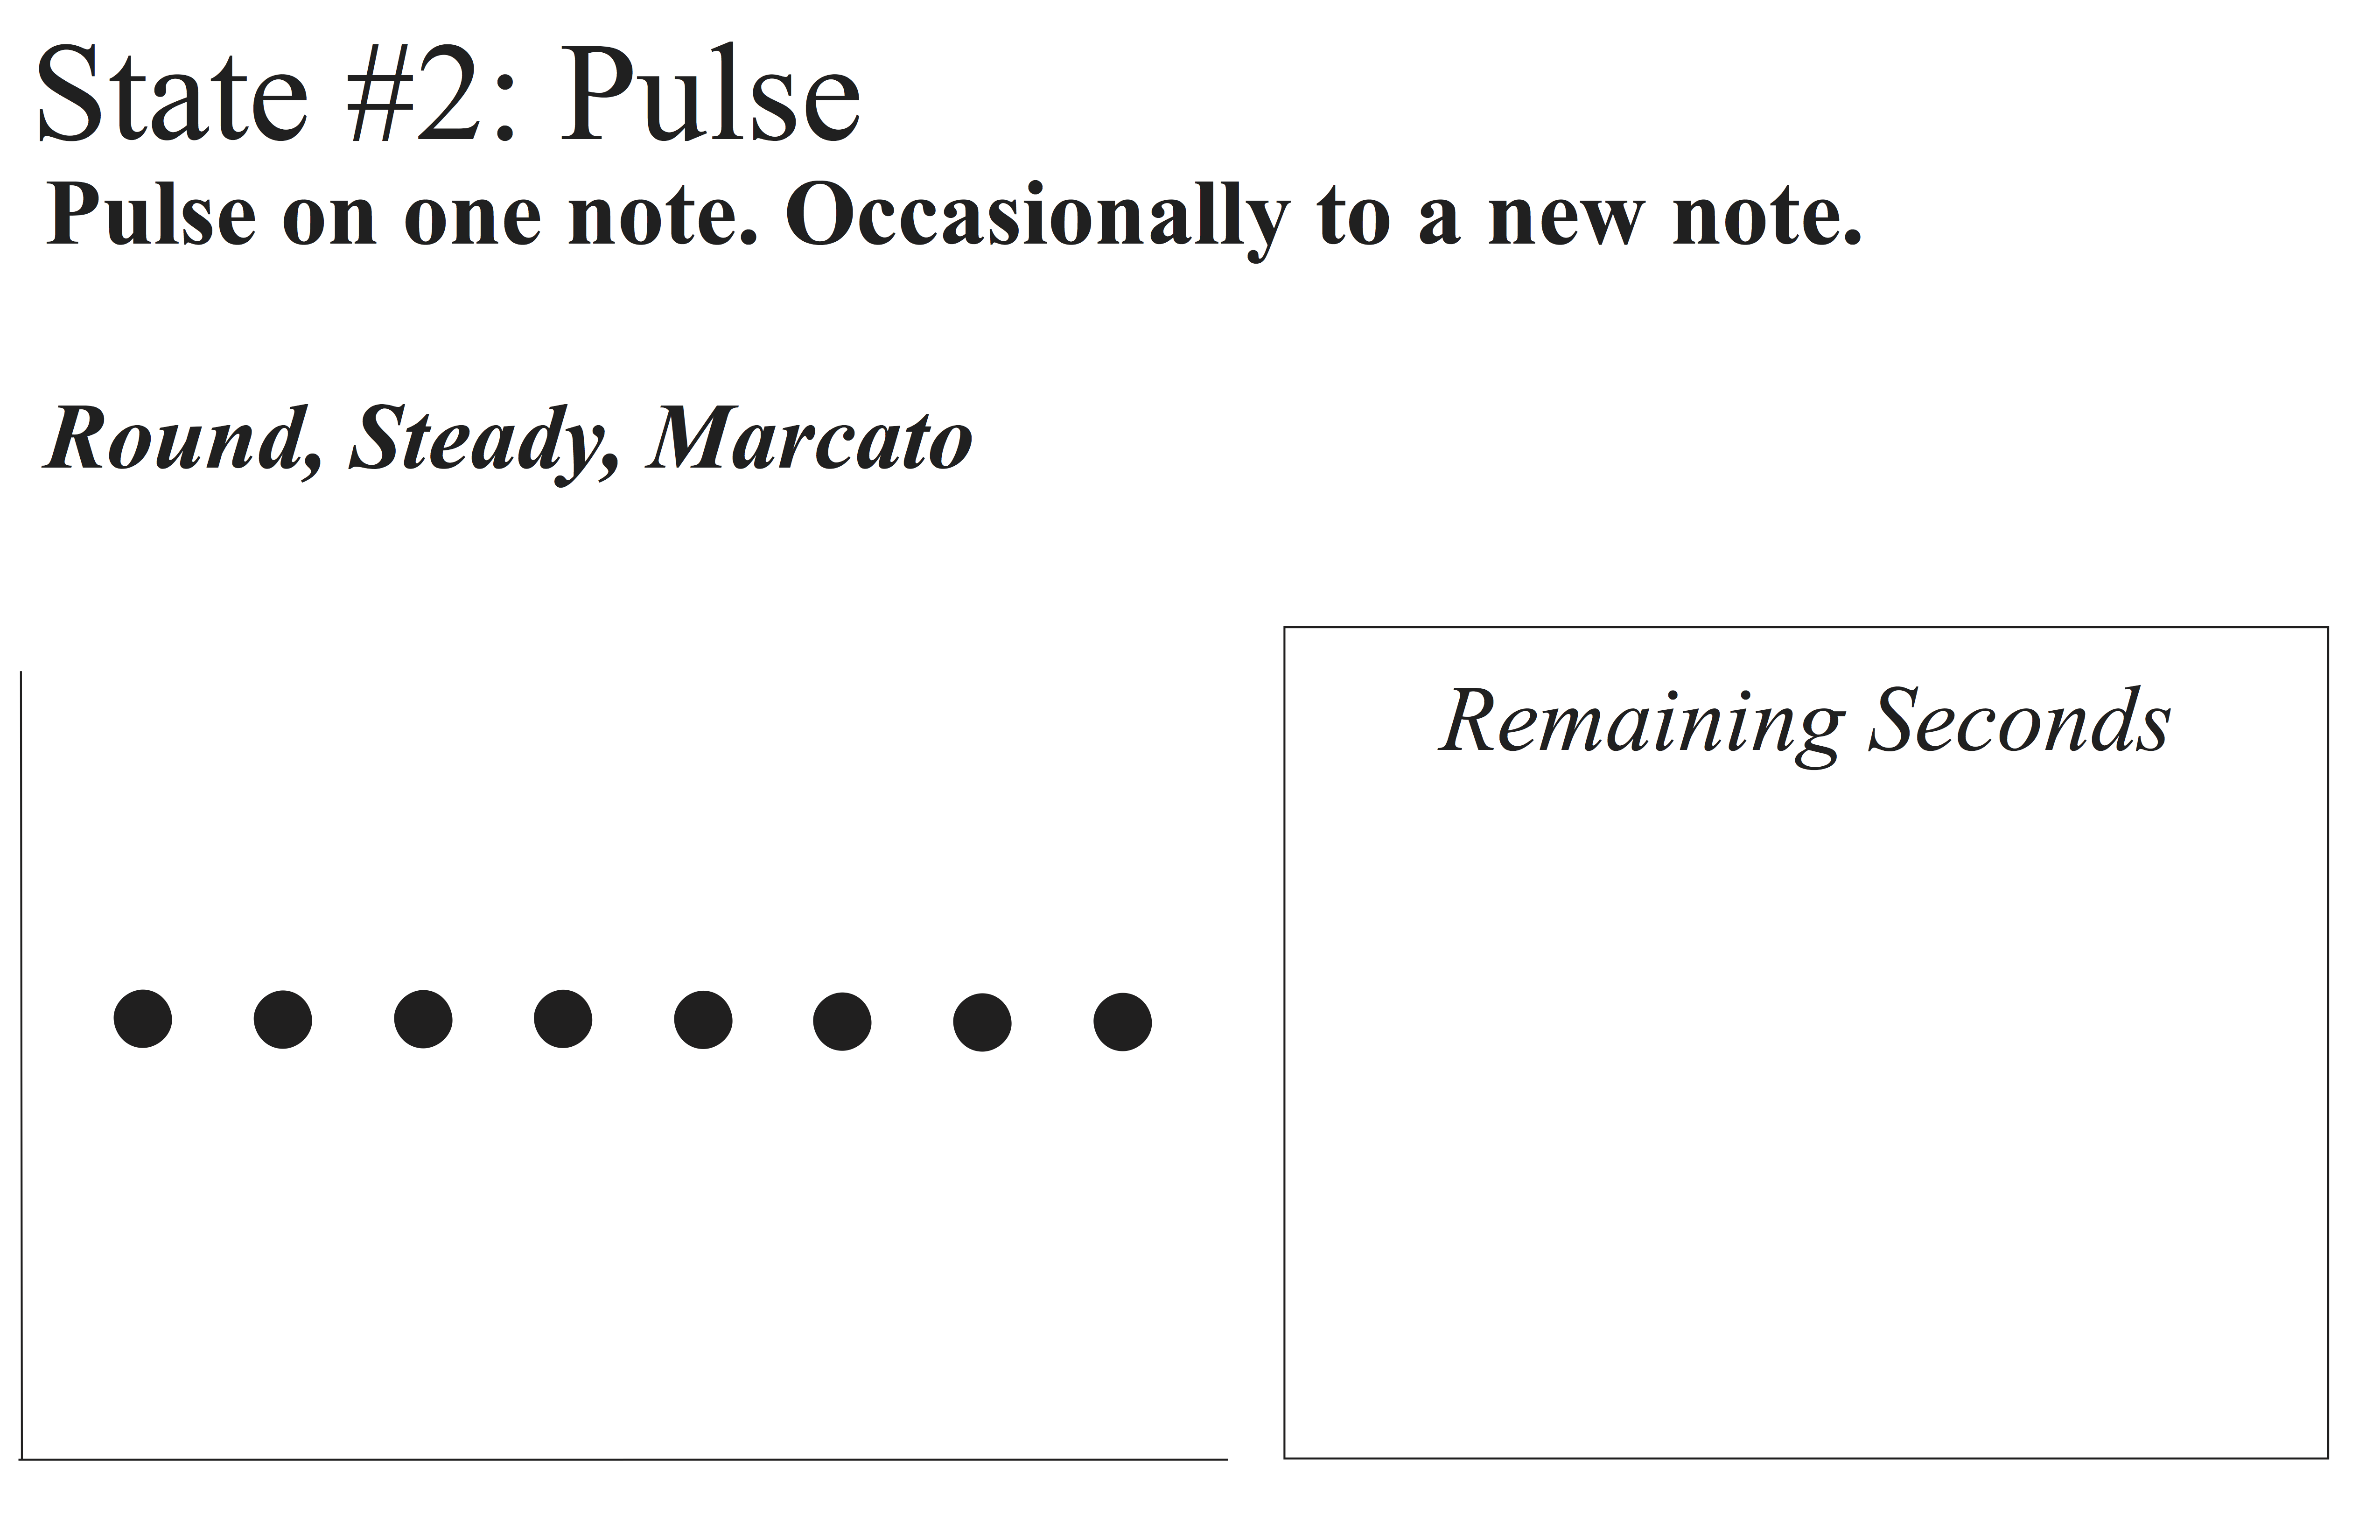 State #2: Pulse
Pulse on one note. Occasionally to a new note.
Round, Steady, Marcato
Remaining Seconds